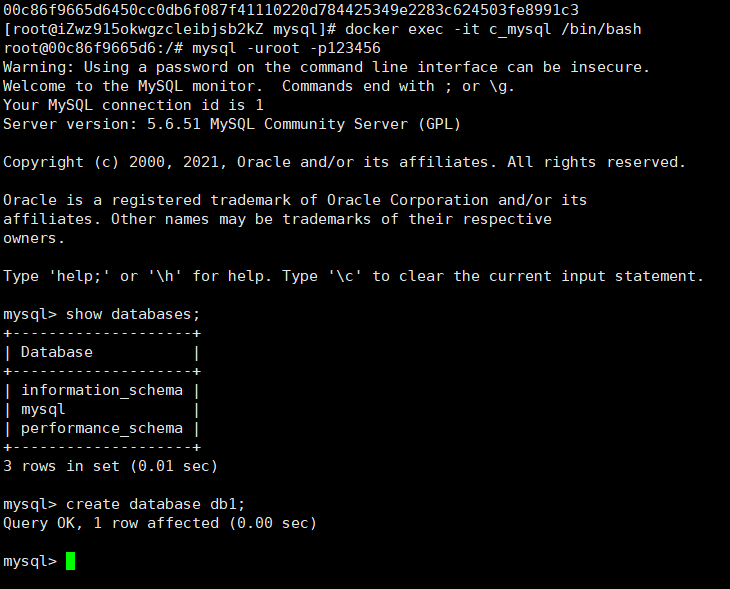 00c86f9665d6450cc0db6f087f41110220d784425349e2283c624503fe8991c3
[root@iZwz915okwgzcleibjsb2kZ mysql]# docker exec -it c_mysql /bin/bash
root@00c86f9665d6:/# mysql -uroot -p123456
Warning: Using a password on the command line interface can be insecure.
Welcome to the MySQL monitor.  Commands end with ; or \g.
Your MySQL connection id is 1
Server version: 5.6.51 MySQL Community Server (GPL)

Copyright (c) 2000, 2021, Oracle and/or its affiliates. All rights reserved.

Oracle is a registered trademark of Oracle Corporation and/or its
affiliates. Other names may be trademarks of their respective
owners.

Type 'help;' or '\h' for help. Type '\c' to clear the current input statement.

mysql> show databases;
+--------------------+
| Database           |
+--------------------+
| information_schema |
| mysql              |
| performance_schema |
+--------------------+
3 rows in set (0.01 sec)

mysql> create database db1;
Query OK, 1 row affected (0.00 sec)

mysql>